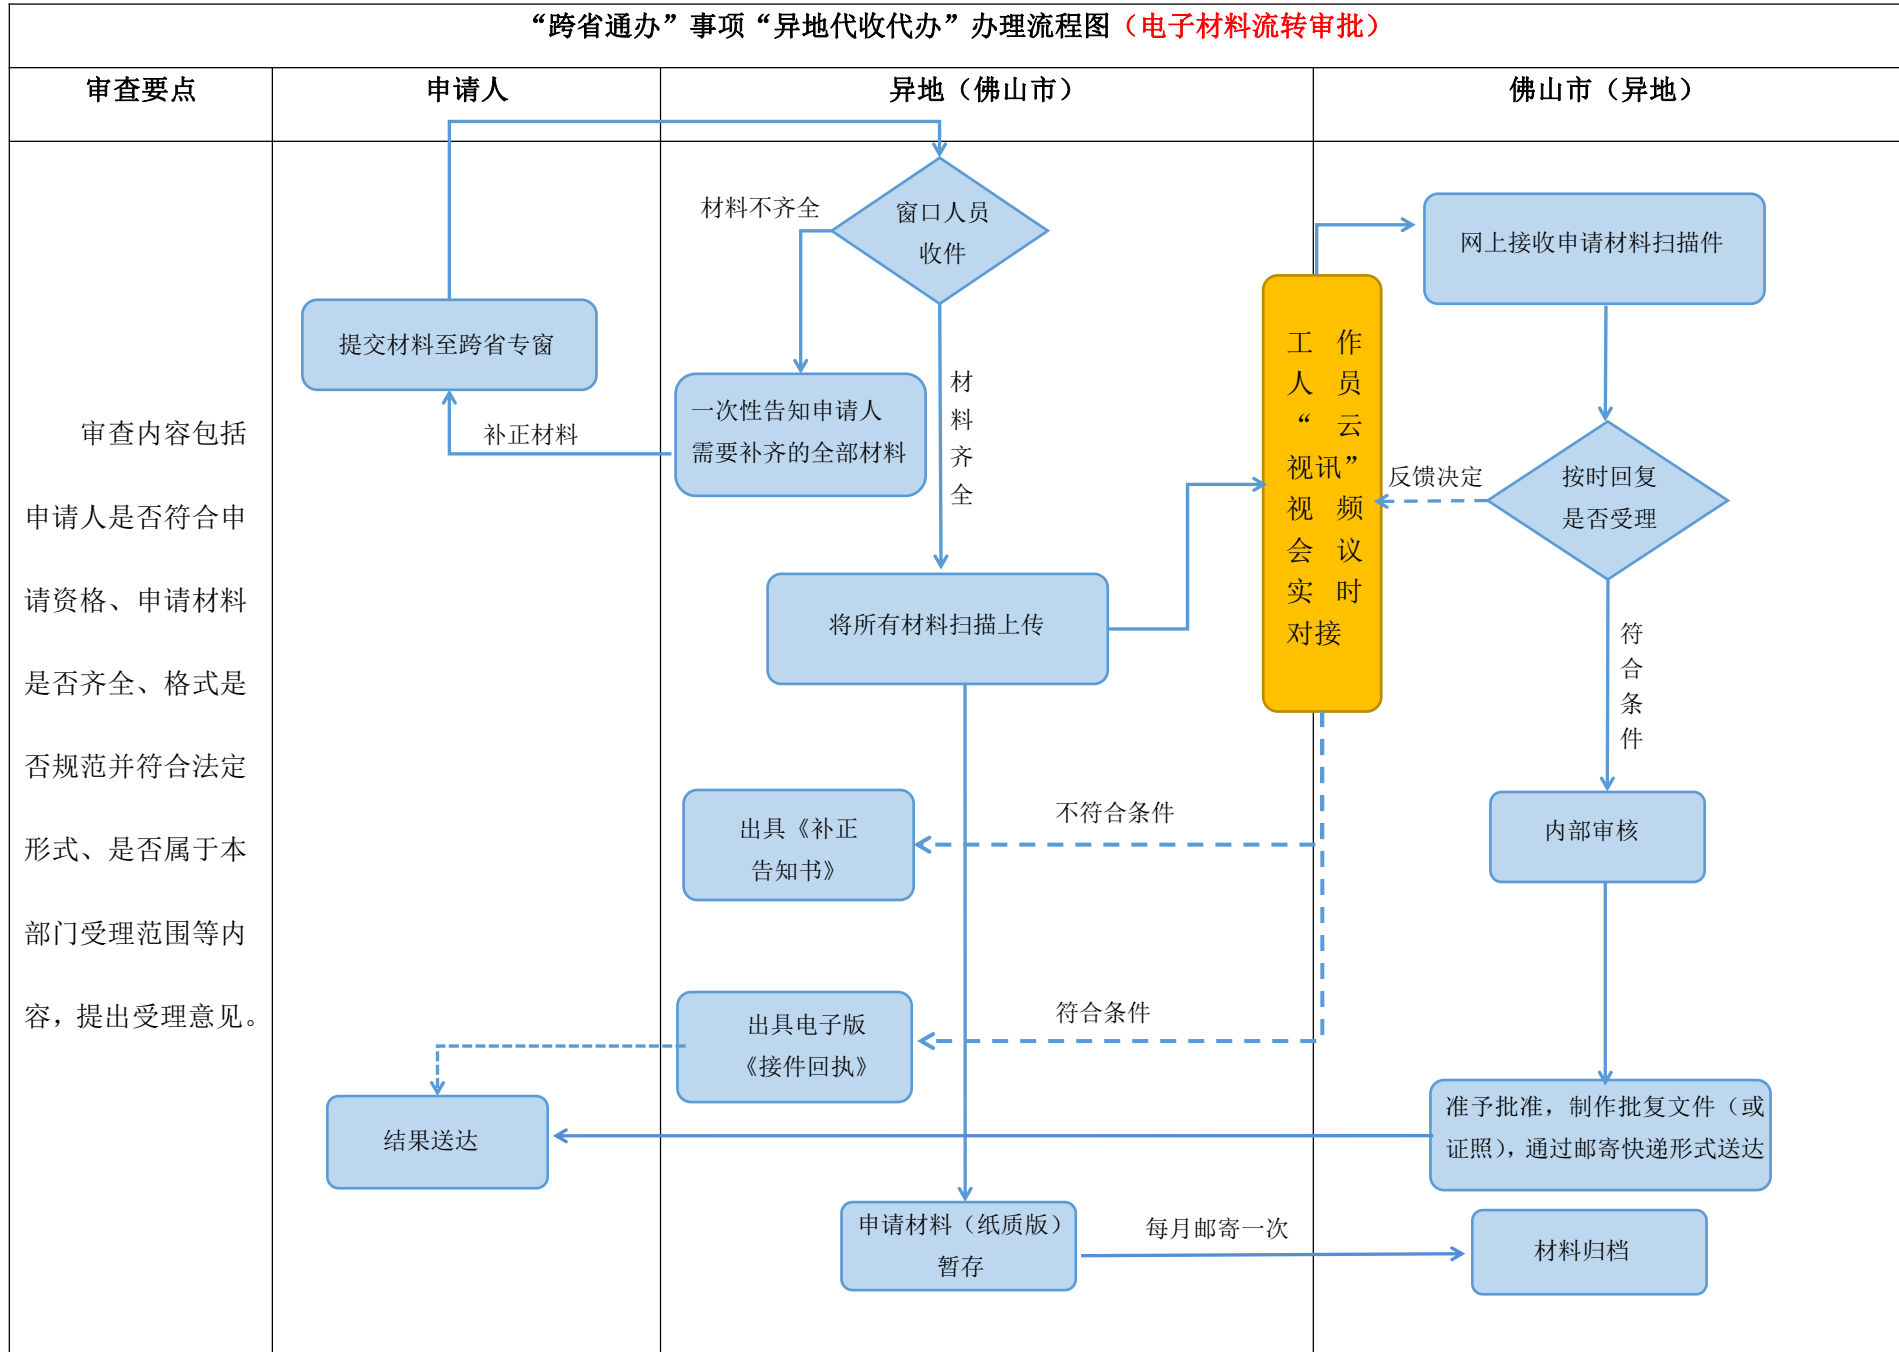 “跨省通办”事项“异地代收代办”办理流程图（电子材料流转审批）
审查要点
申请人
异地（佛山市）
佛山市（异地）
审查内容包括
申请人是否符合申
请资格、申请材料
是否齐全、格式是
否规范并符合法定
形式、是否属于本
部门受理范围等内
容，提出受理意见。
提交材料至跨省专窗
补正材料
结果送达
材料不齐全
窗口人员
收件
一次性告知申请人
需要补齐的全部材料
材
料
齐
全
将所有材料扫描上传
不符合条件
出具《补正
告知书》
符合条件
出具电子版
《接件回执》
申请材料（纸质版）
暂存
每月邮寄一次
工作
人员
“云
视讯”
视频
会议
实时
对接
网上接收申请材料扫描件
反馈决定
按时回复
是否受理
符
合
条
件
内部审核
准予批准，制作批复文件（或
证照），通过邮寄快递形式送达
材料归档